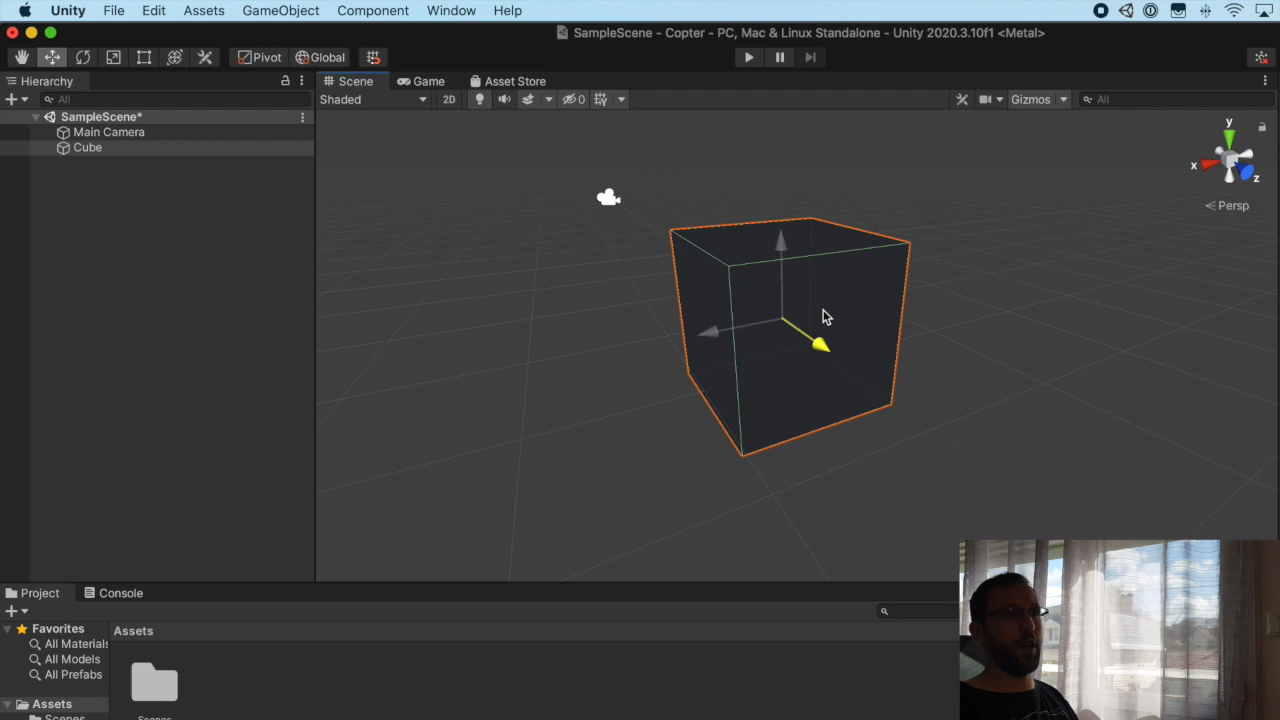 Unity File Edit Assets GameObject Component Window Help
SampleScene - Copter - PC, Mac & Linux Standalone - Unity 2020.3.10f1 <Metal>
Pivot Global
Hierarchy
Scene Game Asset Store
All
Shaded 2D 0 Gizmos All
SampleScene*
Main Camera
Cube
y
x
z
Persp
Project Console
Favorites
All Materials
All Models
All Prefabs
Assets
Assets
Scenes
Scenes